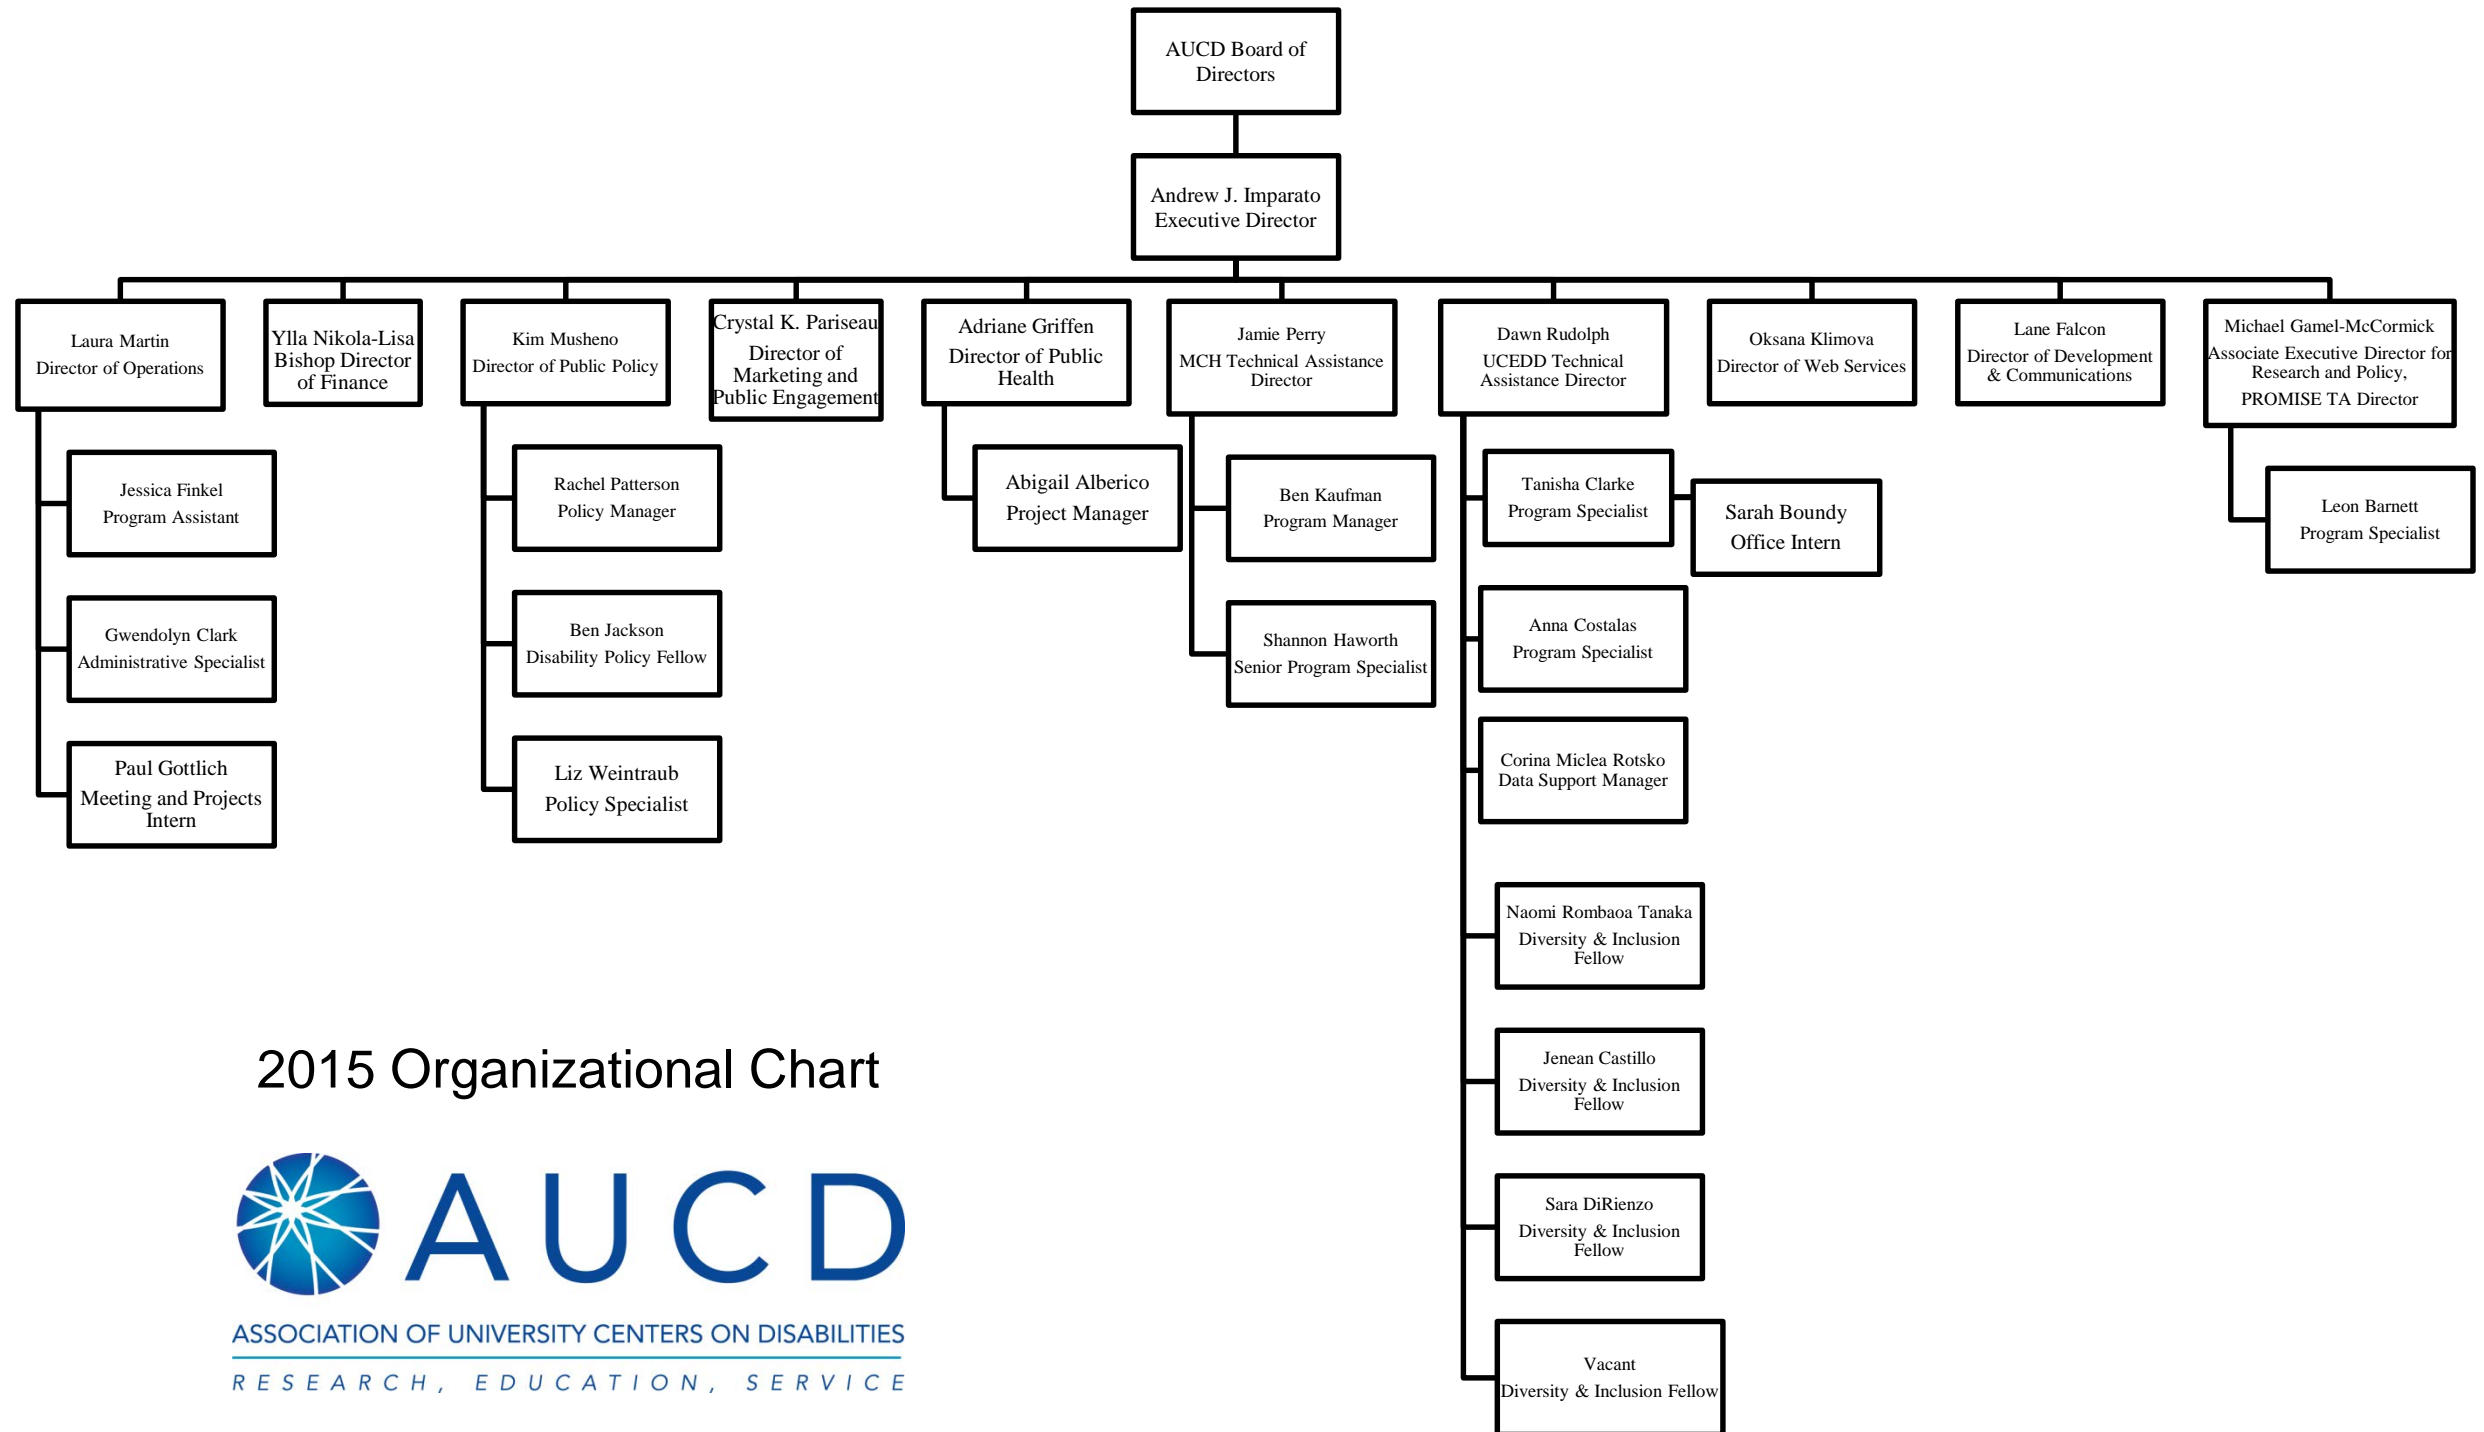 AUCD Board of
Directors
Andrew J. Imparato
Executive Director
Laura Martin
Director of Operations
Ylla Nikola-Lisa
Bishop Director
of Finance
Kim Musheno
Director of Public Policy
Crystal K. Pariseau
Director of
Marketing and
Public Engagement
Adriane Griffen
Director of Public
Health
Jamie Perry
MCH Technical Assistance
Director
Dawn Rudolph
UCEDD Technical
Assistance Director
Oksana Klimova
Director of Web Services
Lane Falcon
Director of Development
& Communications
Michael Gamel-McCormick
Associate Executive Director for
Research and Policy,
PROMISE TA Director
Jessica Finkel
Program Assistant
Gwendolyn Clark
Administrative Specialist
Paul Gottlich
Meeting and Projects
Intern
Rachel Patterson
Policy Manager
Ben Jackson
Disability Policy Fellow
Liz Weintraub
Policy Specialist
Abigail Alberico
Project Manager
Ben Kaufman
Program Manager
Shannon Haworth
Senior Program Specialist
Tanisha Clarke
Program Specialist
Sarah Boundy
Office Intern
Anna Costalas
Program Specialist
Corina Miclea Rotsko
Data Support Manager
Naomi Rombaoa Tanaka
Diversity & Inclusion
Fellow
Jenean Castillo
Diversity & Inclusion
Fellow
Sara DiRienzo
Diversity & Inclusion
Fellow
Vacant
Diversity & Inclusion Fellow
Leon Barnett
Program Specialist
2015 Organizational Chart
AUCD
ASSOCIATION OF UNIVERSITY CENTERS ON DISABILITIES
RESEARCH, EDUCATION, SERVICE